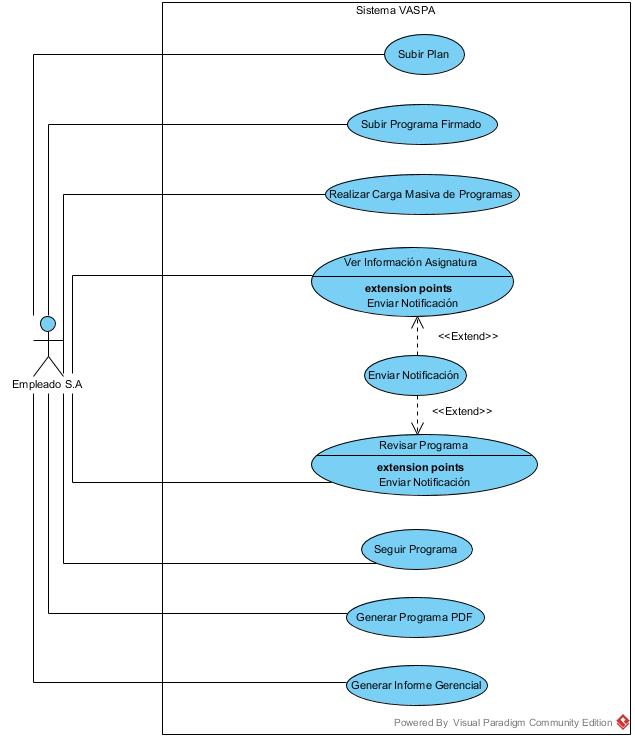 Sistema VASPA
Subir Plan
Subir Programa Firmado
Realizar Carga Masiva de Programas
Ver Información Asignatura
extension points
Enviar Notificación
<<Extend>>
Enviar Notificación
Empleado S.A
<<Extend>>
Revisar Programa
extension points
Enviar Notificación
Seguir Programa
Generar Programa PDF
Generar Informe Gerencial
Powered By Visual Paradigm Community Edition